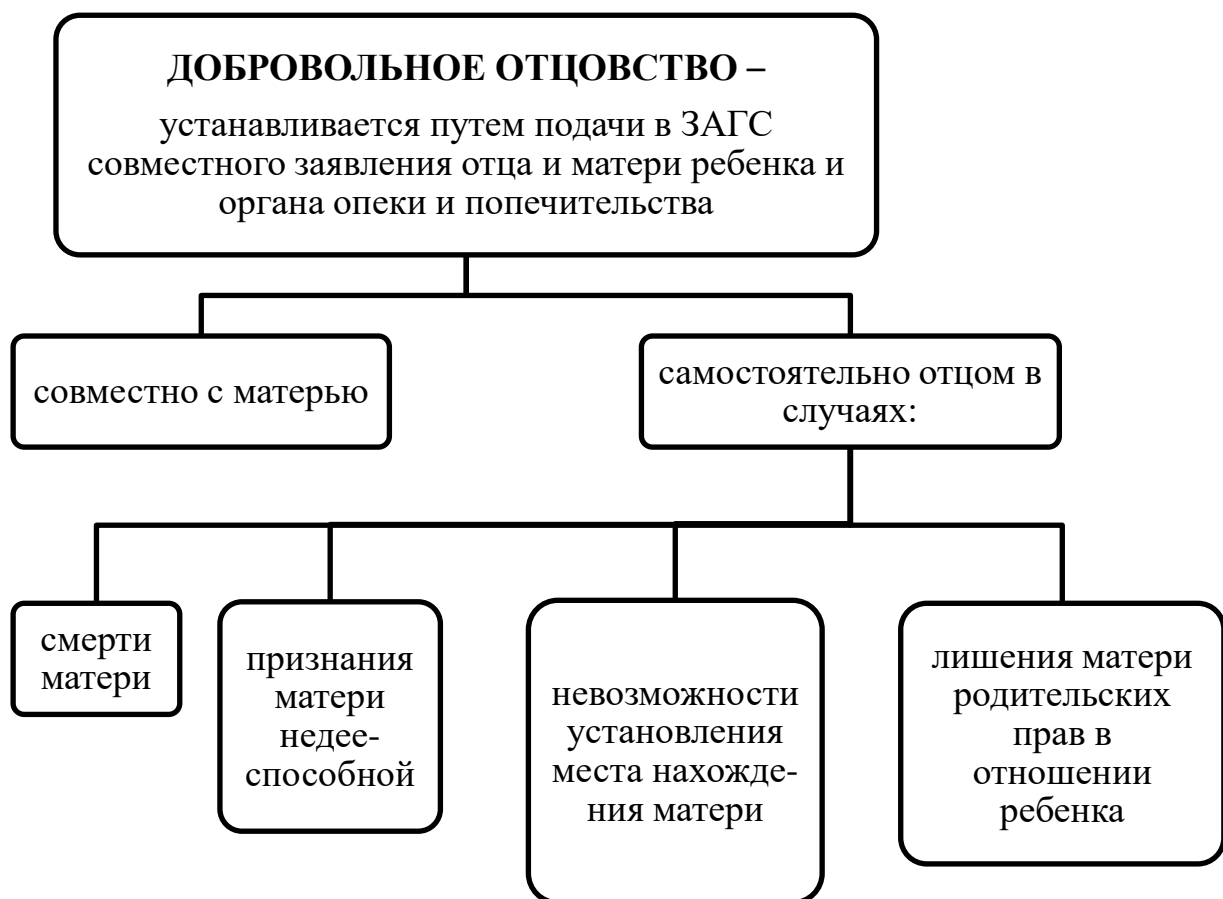 ДОБРОВОЛЬНОЕ ОТЦОВСТВО –
устанавливается путем подачи в ЗАГС
совместного заявления отца и матери ребенка и
органа опеки и попечительства
совместно с матерью
самостоятельно отцом в
случаях:
смерти
матери
признания
матери
недее-
способной
невозможности
установления
места нахожде-
ния матери
лишения матери
родительских
прав в
отношении
ребенка